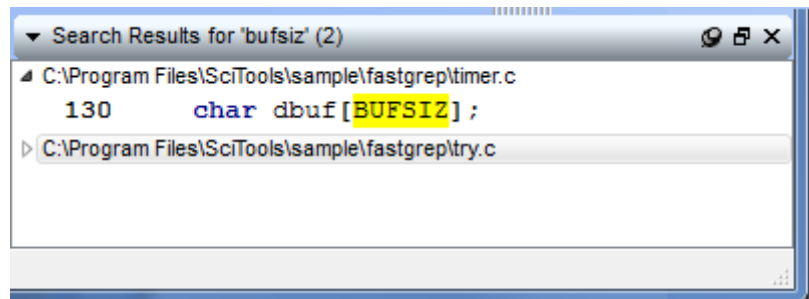 Search Results for 'bufsiz' (2)
C:\Program Files\SciTools\sample\fastgrep\timer.c
130 char dbuf[BUFSIZ];
C:\Program Files\SciTools\sample\fastgrep\try.c